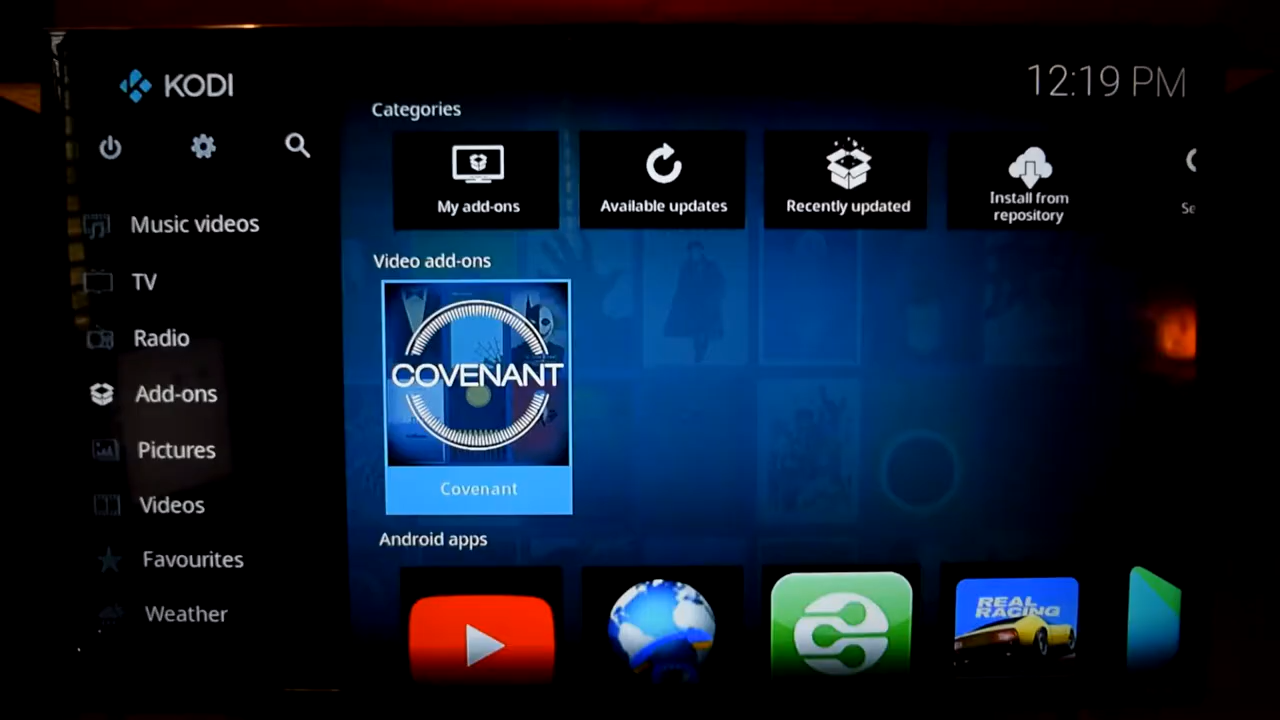 KODI
12:19 PM
Categories
My add-ons
Available updates
Recently updated
Install from
repository
Se
Music videos
TV
Radio
Add-ons
Pictures
Videos
Favourites
Weather
Video add-ons
COVENANT
Covenant
Android apps
REAL
RACING